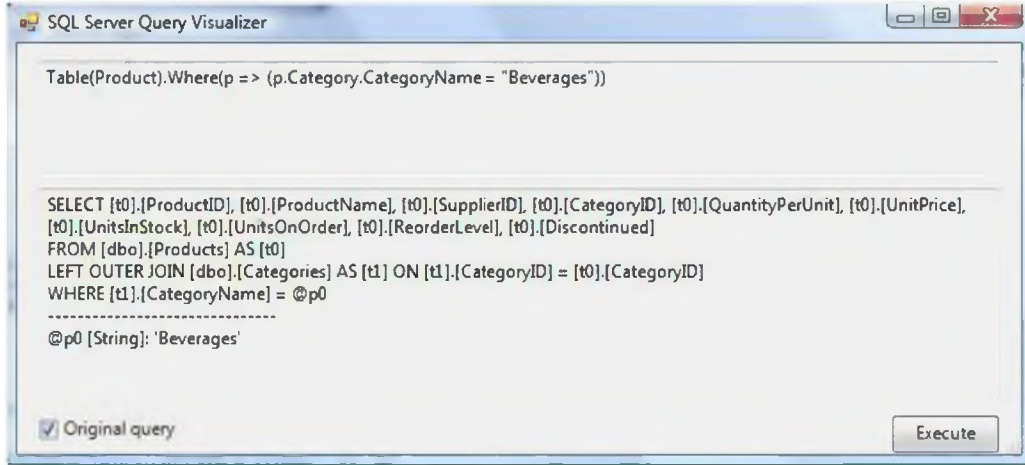 SQL Server Query Visualizer
Table(Product).Where(p => (p.Category.CategoryName = "Beverages"))
SELECT [t0].[ProductID], [t0].[ProductName], [t0].[SupplierID], [t0].[CategoryID], [t0].[QuantityPerUnit], [t0].[UnitPrice],
[t0].[UnitsInStock], [t0].[UnitsOnOrder], [t0].[ReorderLevel], [t0].[Discontinued]
FROM [dbo].[Products] AS [t0]
LEFT OUTER JOIN [dbo].[Categories] AS [t1] ON [t1].[CategoryID] = [t0].[CategoryID]
WHERE [t1].[CategoryName] = @p0
-------------------------------
@p0 [String]: 'Beverages'
Original query
Execute